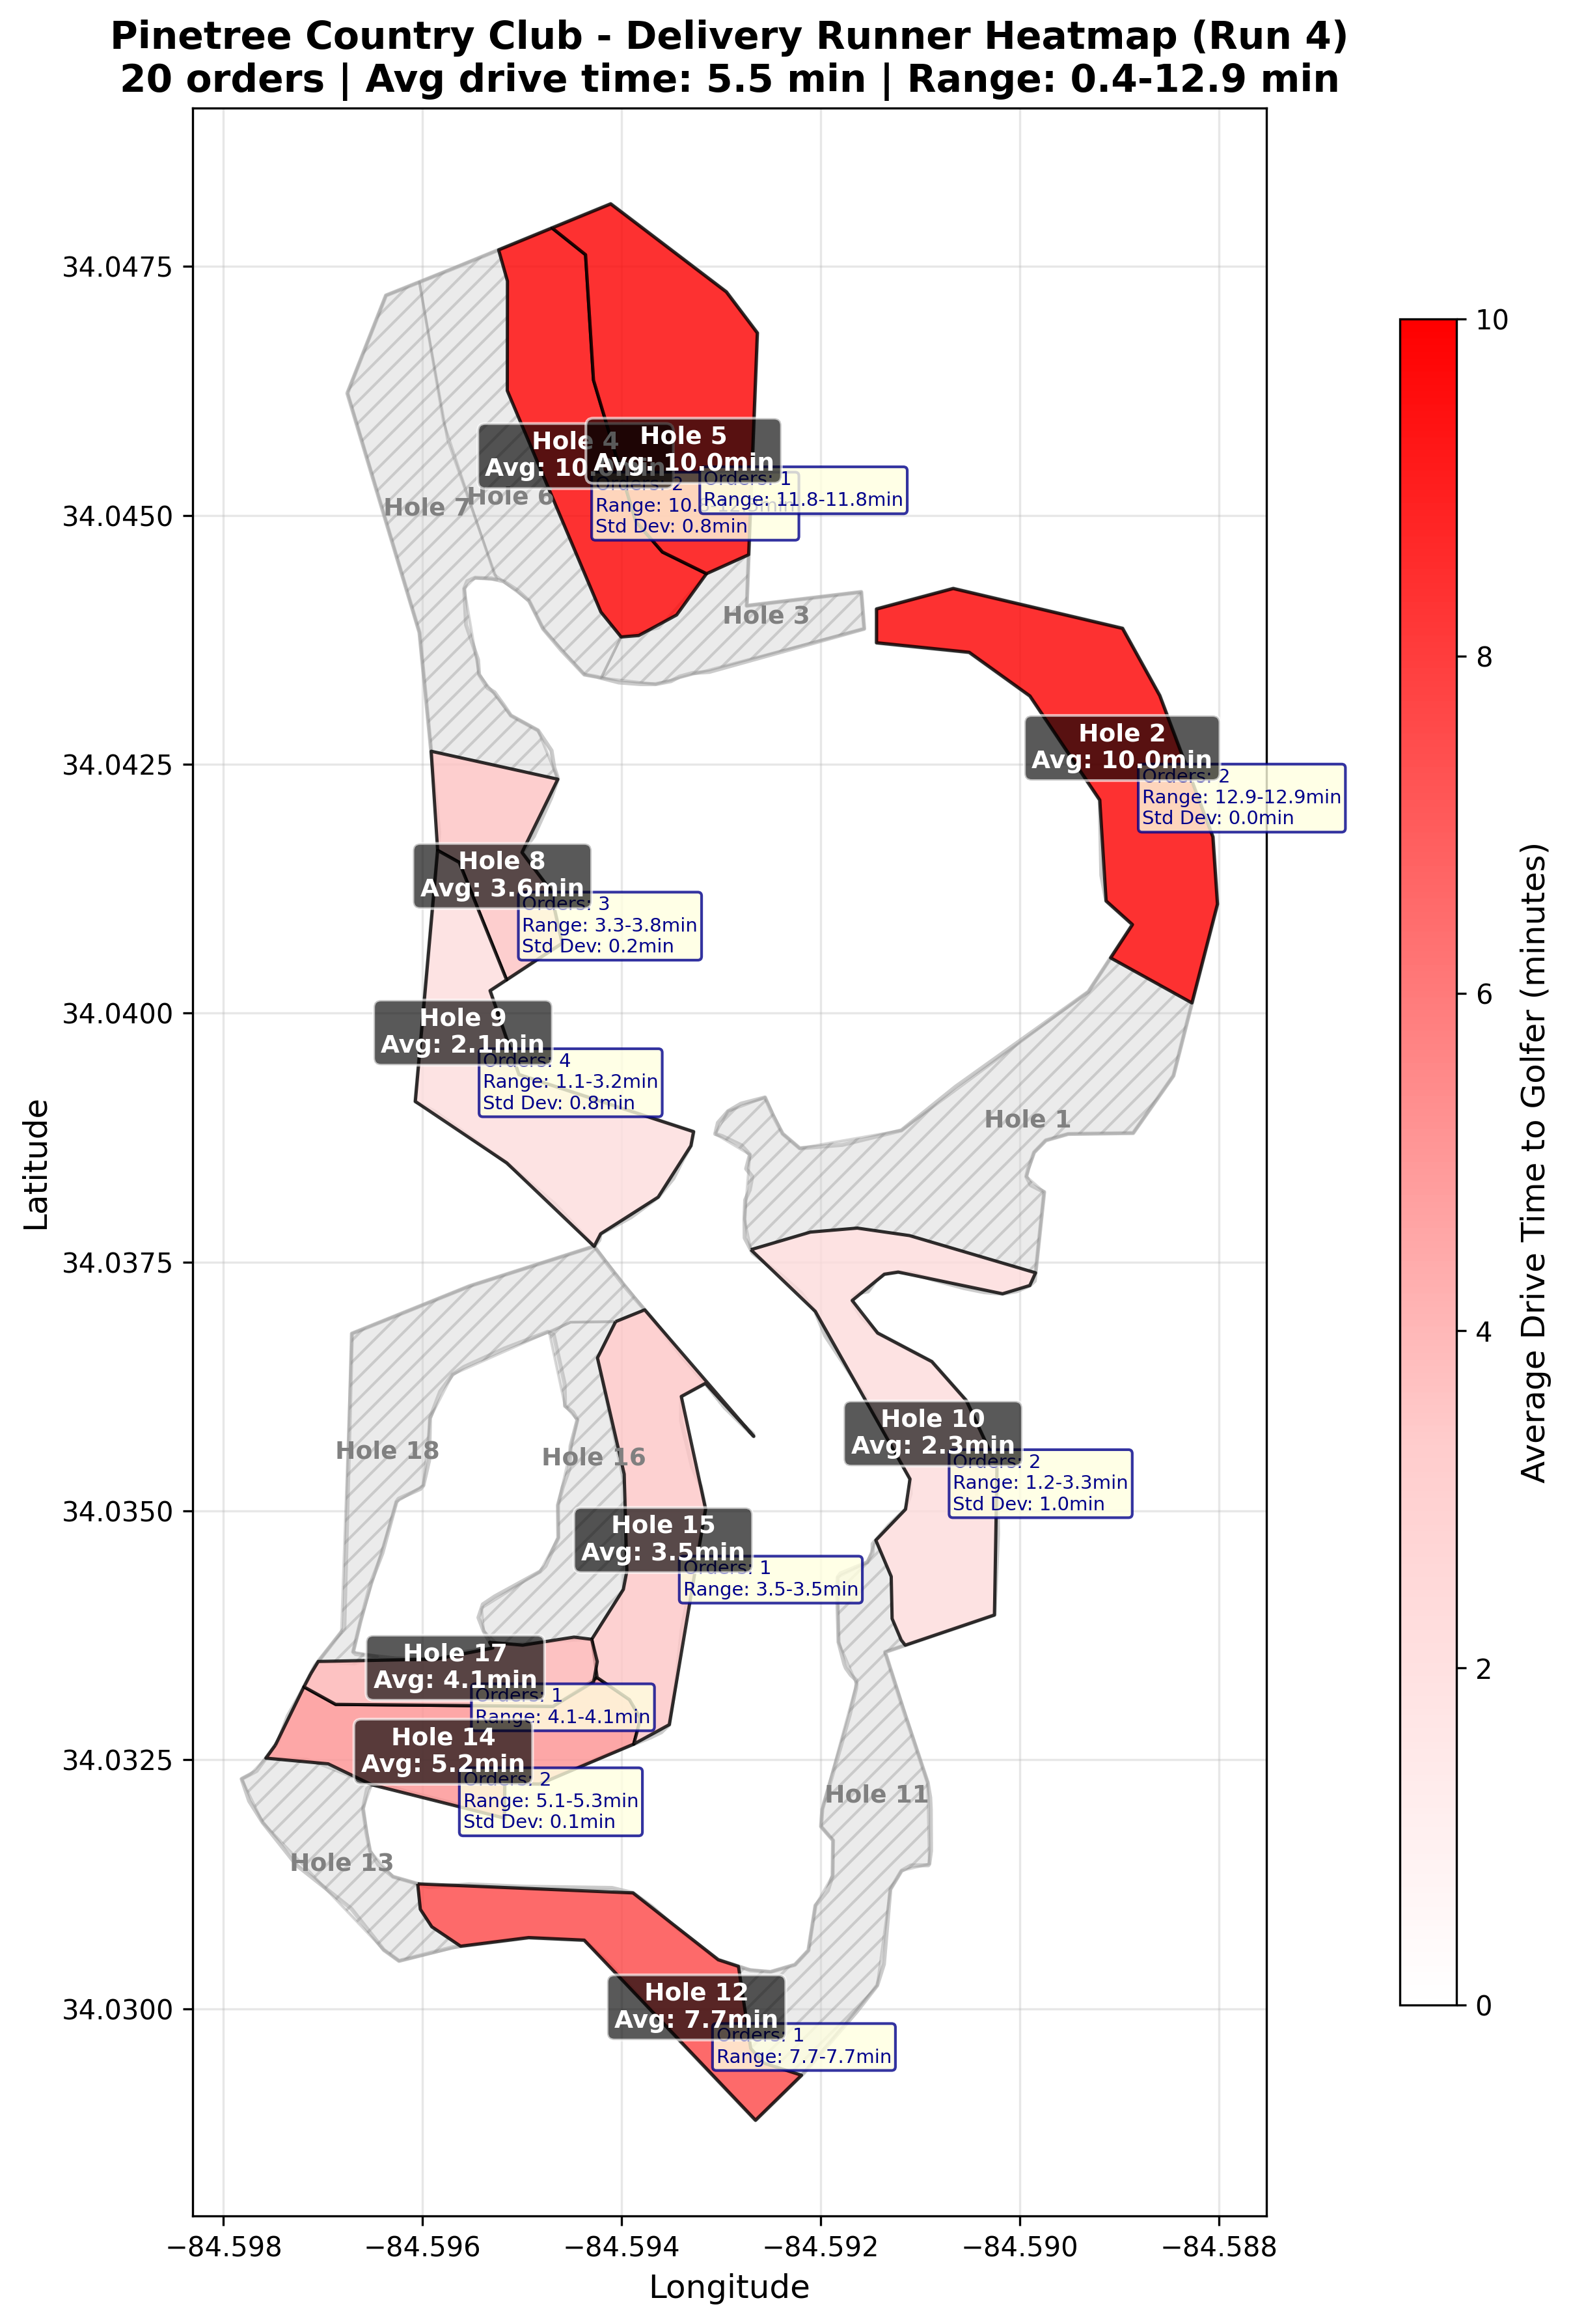 Pinetree Country Club - Delivery Runner Heatmap (Run 4)
20 orders | Avg drive time: 5.5 min | Range: 0.4-12.9 min
34.0475
34.0450
34.0425
34.0400
34.0375
34.0350
34.0325
34.0300
Latitude
−84.598
−84.596
−84.594
−84.592
−84.590
−84.588
Longitude
10
8
6
4
2
0
Average Drive Time to Golfer (minutes)
Hole 4
Avg:
Orders: 2
Range:
Std Dev: 0.8min
Hole 5
Avg: 10.0min
Orders: 1
Range: 11.8-11.8min
Hole 7
Hole 6
Hole 3
Hole 2
Avg: 10.0min
Orders: 2
Range: 12.9-12.9min
Std Dev: 0.0min
Hole 8
Avg: 3.6min
Orders: 3
Range: 3.3-3.8min
Std Dev: 0.2min
Hole 9
Avg: 2.1min
Orders: 4
Range: 1.1-3.2min
Std Dev: 0.8min
Hole 1
Hole 10
Avg: 2.3min
Orders: 2
Range: 1.2-3.3min
Std Dev: 1.0min
Hole 18
Hole 16
Hole 15
Avg: 3.5min
Orders: 1
Range: 3.5-3.5min
Hole 17
Avg: 4.1min
Orders: 1
Range: 4.1-4.1min
Hole 14
Avg: 5.2min
Orders: 2
Range: 5.1-5.3min
Std Dev: 0.1min
Hole 11
Hole 13
Hole 12
Avg: 7.7min
Orders: 1
Range: 7.7-7.7min